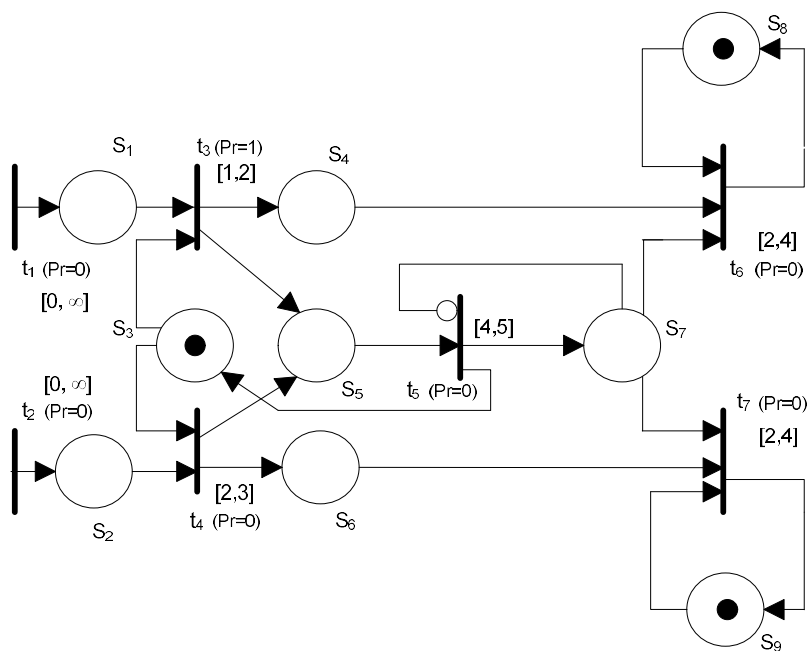 S8
S1
t3 (Pr=1)
[1,2]
S4
t1 (Pr=0)
[0, ∞]
[2,4]
t6 (Pr=0)
S3
[4,5]
S7
[0, ∞]
t2 (Pr=0)
S5
t5 (Pr=0)
t7 (Pr=0)
[2,4]
S2
[2,3]
t4 (Pr=0)
S6
S9